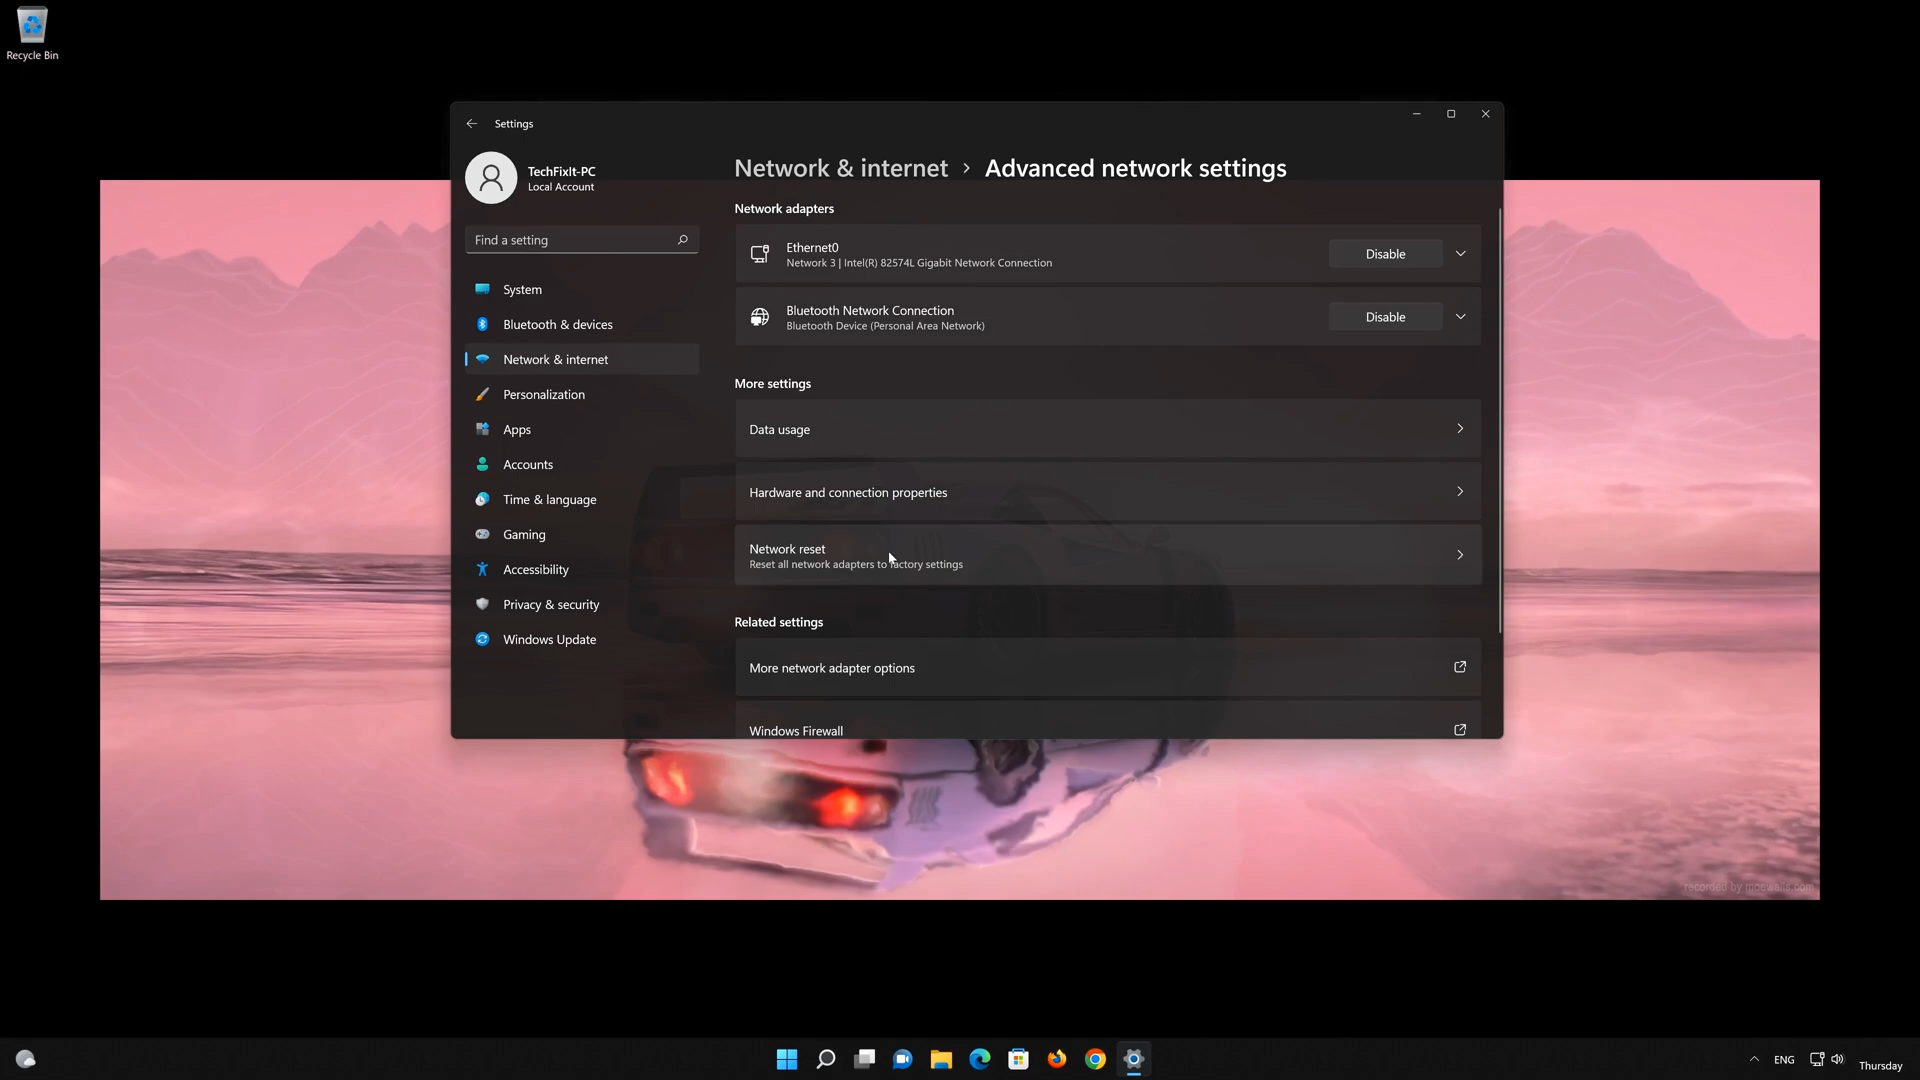 Recycle Bin
Settings
TechFixIt-PC
Local Account
Find a setting
System
Bluetooth & devices
Network & internet
Personalization
Apps
Accounts
Time & language
Gaming
Accessibility
Privacy & security
Windows Update
Network & internet > Advanced network settings
Network adapters
Ethernet0
Network 3 | Intel(R) 82574L Gigabit Network Connection
Disable
Bluetooth Network Connection
Bluetooth Device (Personal Area Network)
Disable
More settings
Data usage
Hardware and connection properties
Network reset
Reset all network adapters to factory settings
Related settings
More network adapter options
Windows Firewall
recorded by moewalls.com
ENG
Thursday